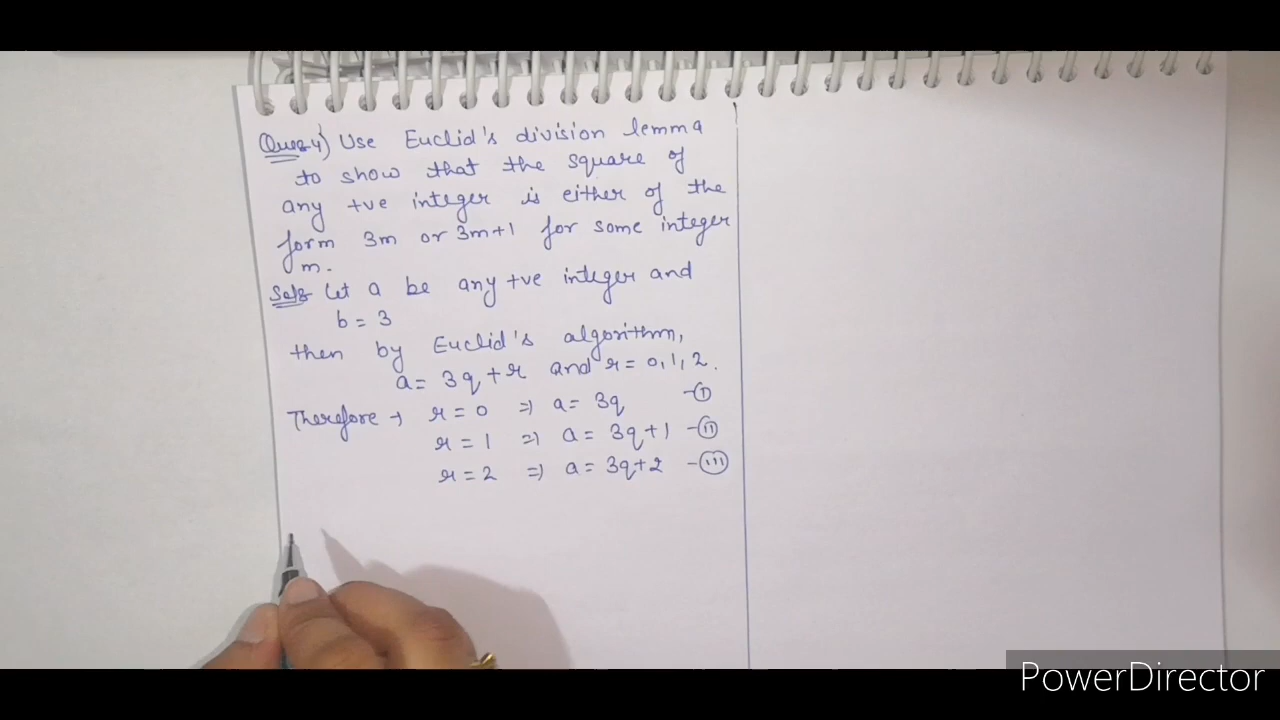 Ques 4) Use Euclid's division lemma
to show that the square of
any +ve integer is either of the
form 3m or 3m+1 for some integer
m.
Sol: Let a be any +ve integer and
b = 3
then by Euclid's algorithm,
a = 3q + r and r = 0, 1, 2.
Therefore → r = 0 ⇒ a = 3q -(i)
r = 1 ⇒ a = 3q+1 -(ii)
r = 2 ⇒ a = 3q+2 -(iii)
PowerDirector